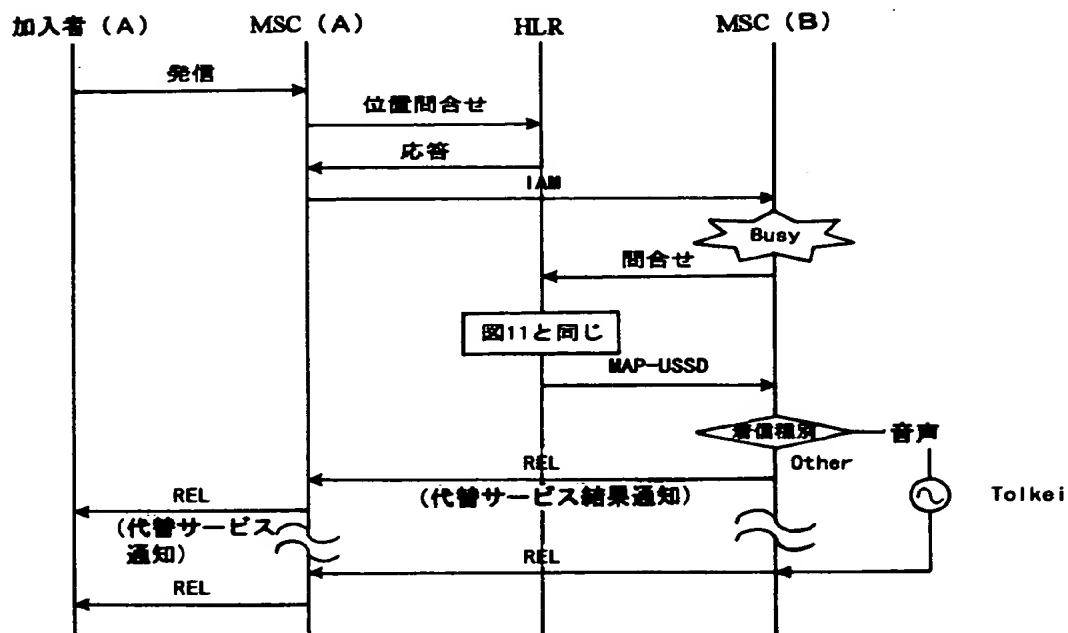 加入者(A) MSC(A) HLR MSC(B)
発信
位置問合せ
応答
IAM
Busy
問合せ
図11と同じ
MAP-USSD
着信種別 音声
Other
REL
(代替サービス結果通知)
Tolkei
REL
(代替サービス
通知)
REL
REL